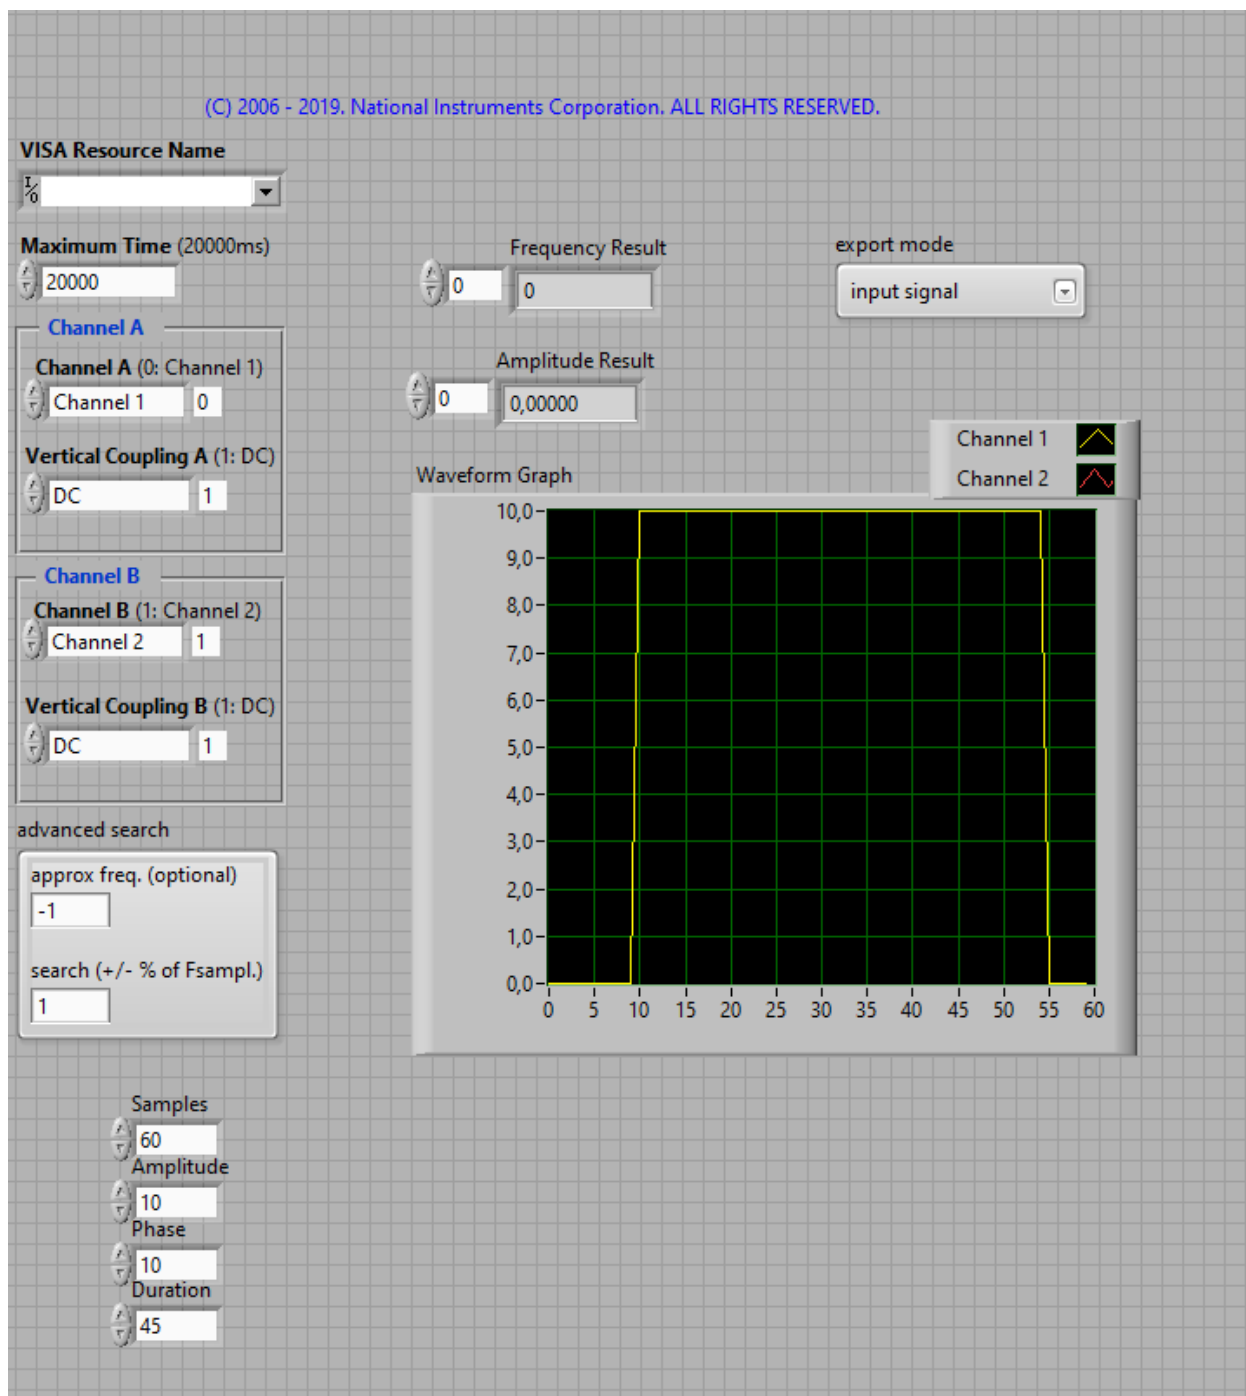 (C) 2006 - 2019. National Instruments Corporation. ALL RIGHTS RESERVED.
VISA Resource Name
I/O
Maximum Time (20000ms)
20000
Channel A
Channel A (0: Channel 1)
Channel 1 0
Vertical Coupling A (1: DC)
DC 1
Channel B
Channel B (1: Channel 2)
Channel 2 1
Vertical Coupling B (1: DC)
DC 1
advanced search
approx freq. (optional)
-1
search (+/- % of Fsampl.)
1
Samples
60
Amplitude
10
Phase
10
Duration
45
Frequency Result
0 0
Amplitude Result
0 0,00000
export mode
input signal
Channel 1
Channel 2
Waveform Graph
10,0
9,0
8,0
7,0
6,0
5,0
4,0
3,0
2,0
1,0
0,0
0 5 10 15 20 25 30 35 40 45 50 55 60